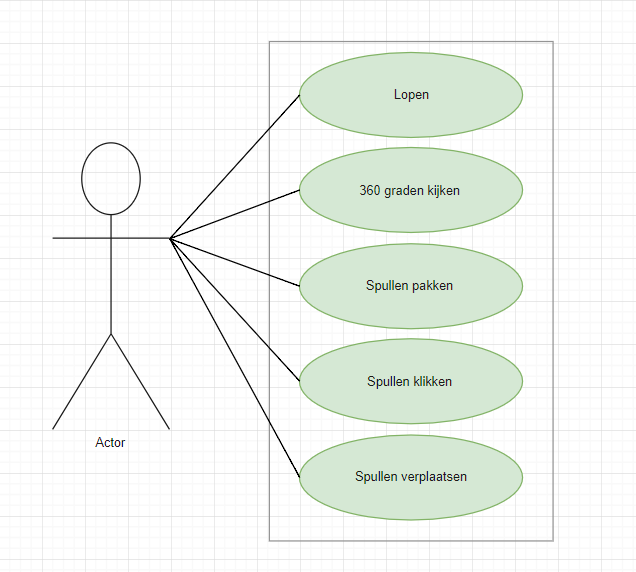 Lopen
360 graden kijken
Spullen pakken
Spullen klikken
Spullen verplaatsen
Actor